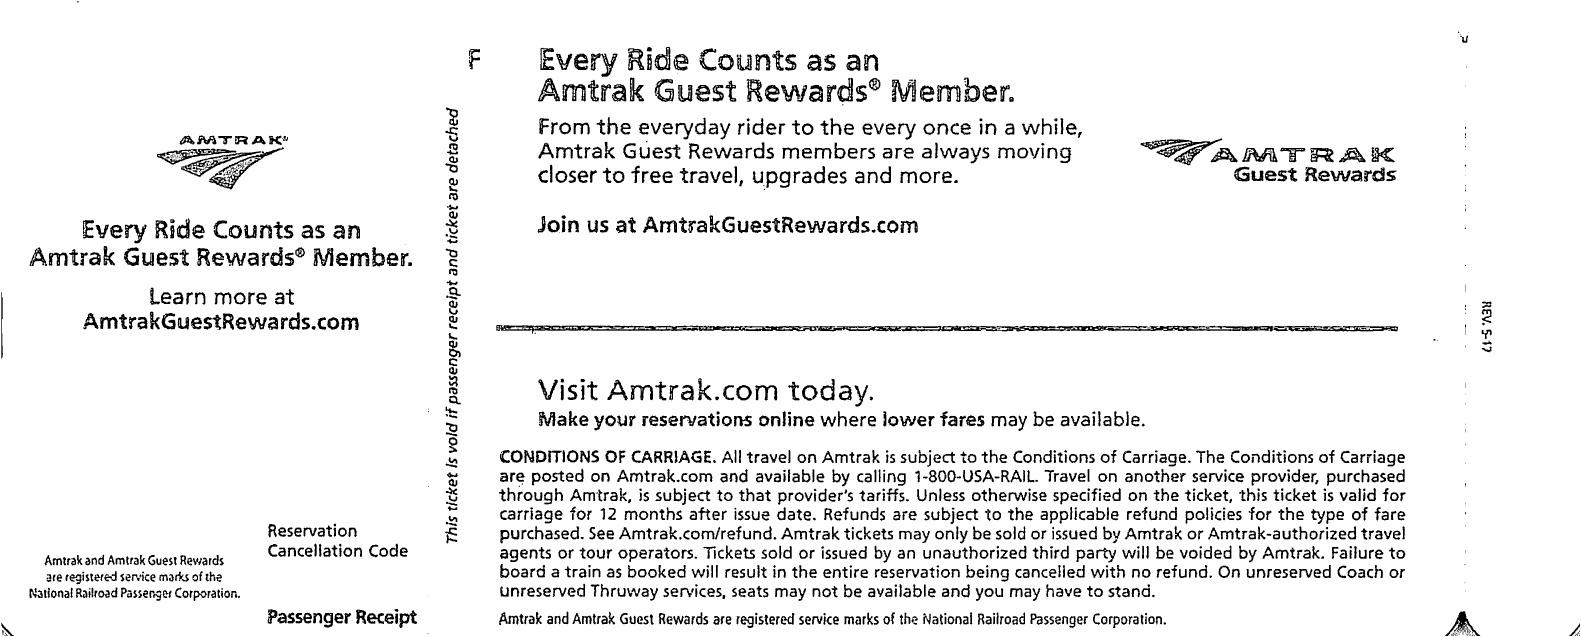 AMTRAK®
Every Ride Counts as an
Amtrak Guest Rewards® Member.
Learn more at
AmtrakGuestRewards.com
Reservation
Cancellation Code
Amtrak and Amtrak Guest Rewards
are registered service marks of the
National Railroad Passenger Corporation.
Passenger Receipt
This ticket is void if passenger receipt and ticket are detached
F
Every Ride Counts as an
Amtrak Guest Rewards® Member.
From the everyday rider to the every once in a while,
Amtrak Guest Rewards members are always moving
closer to free travel, upgrades and more.
Join us at AmtrakGuestRewards.com
AMTRAK
Guest Rewards
Visit Amtrak.com today.
Make your reservations online where lower fares may be available.
CONDITIONS OF CARRIAGE. All travel on Amtrak is subject to the Conditions of Carriage. The Conditions of Carriage
are posted on Amtrak.com and available by calling 1-800-USA-RAIL. Travel on another service provider, purchased
through Amtrak, is subject to that provider's tariffs. Unless otherwise specified on the ticket, this ticket is valid for
carriage for 12 months after issue date. Refunds are subject to the applicable refund policies for the type of fare
purchased. See Amtrak.com/refund. Amtrak tickets may only be sold or issued by Amtrak or Amtrak-authorized travel
agents or tour operators. Tickets sold or issued by an unauthorized third party will be voided by Amtrak. Failure to
board a train as booked will result in the entire reservation being cancelled with no refund. On unreserved Coach or
unreserved Thruway services, seats may not be available and you may have to stand.
Amtrak and Amtrak Guest Rewards are registered service marks of the National Railroad Passenger Corporation.
REV. 5-17